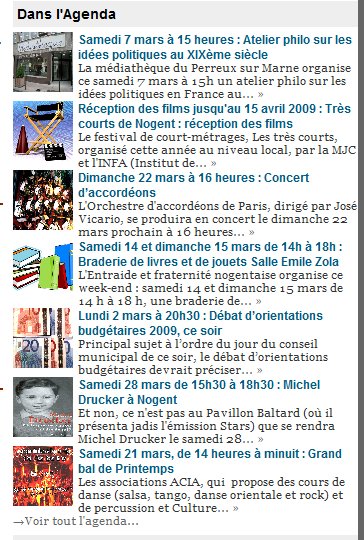 Dans l'Agenda
Samedi 7 mars à 15 heures : Atelier philo sur les
idées politiques au XIXème siècle
La médiathèque du Perreux sur Marne organise
ce samedi 7 mars à 15h un atelier philo sur les
idées politiques en France au... »
Réception des films jusqu'au 15 avril 2009 : Très
courts de Nogent : réception des films
Le festival de court-métrages, Les très courts,
organisé cette année au niveau local, par la MJC
et l'INFA (Institut de... »
Dimanche 22 mars à 16 heures : Concert
d'accordéons
L'Orchestre d'accordéons de Paris, dirigé par José
Vicario, se produira en concert le dimanche 22
mars prochain à 16 heures... »
Samedi 14 et dimanche 15 mars de 14h à 18h :
Braderie de livres et de jouets Salle Emile Zola
L'Entraide et fraternité nogentaise organise ce
week-end : samedi 14 et dimanche 15 mars de
14 h à 18 h, une braderie de... »
Lundi 2 mars à 20h30 : Débat d'orientations
budgétaires 2009, ce soir
Principal sujet à l'ordre du jour du conseil
municipal de ce soir, le débat d'orientations
budgétaires devrait préciser... »
Samedi 28 mars de 15h30 à 18h30 : Michel
Drucker à Nogent
Et non, ce n'est pas au Pavillon Baltard (où il
présenta jadis l'émission Stars) que se rendra
Michel Drucker le samedi 28... »
Samedi 21 mars, de 14 heures à minuit : Grand
bal de Printemps
Les associations ACIA, qui propose des cours de
danse (salsa, tango, danse orientale et rock) et
de percussion et Culture... »
→Voir tout l'agenda...